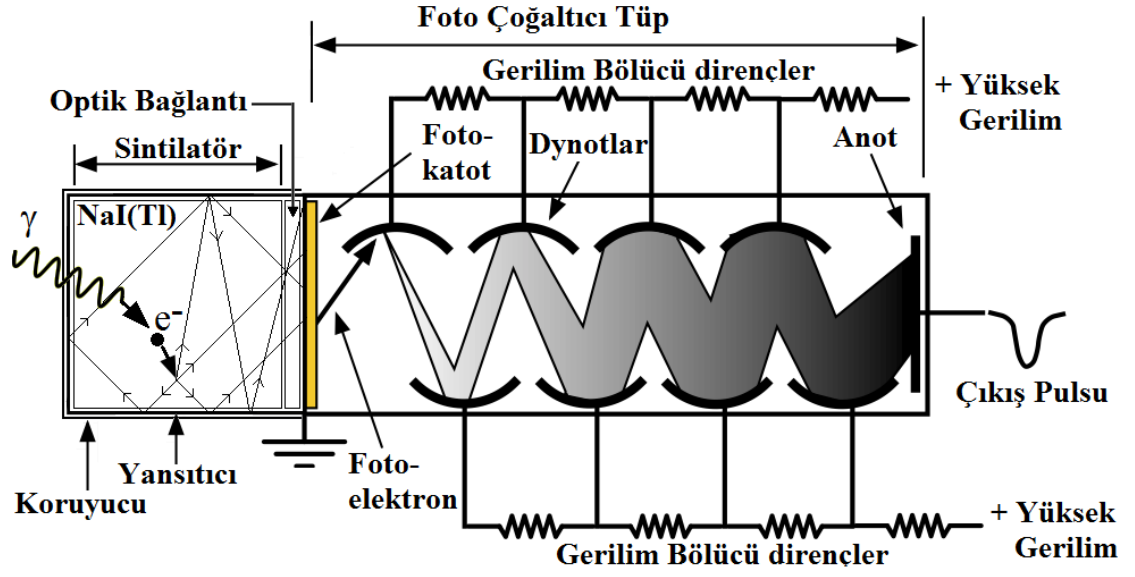 Foto Çoğaltıcı Tüp
Gerilim Bölücü dirençler
+ Yüksek
Gerilim
Optik Bağlantı
Sintilatör
Foto-
katot
Dynotlar
Anot
NaI(Tl)
γ
e-
Çıkış Pulsu
Foto-
elektron
Yansıtıcı
Koruyucu
+ Yüksek
Gerilim
Gerilim Bölücü dirençler